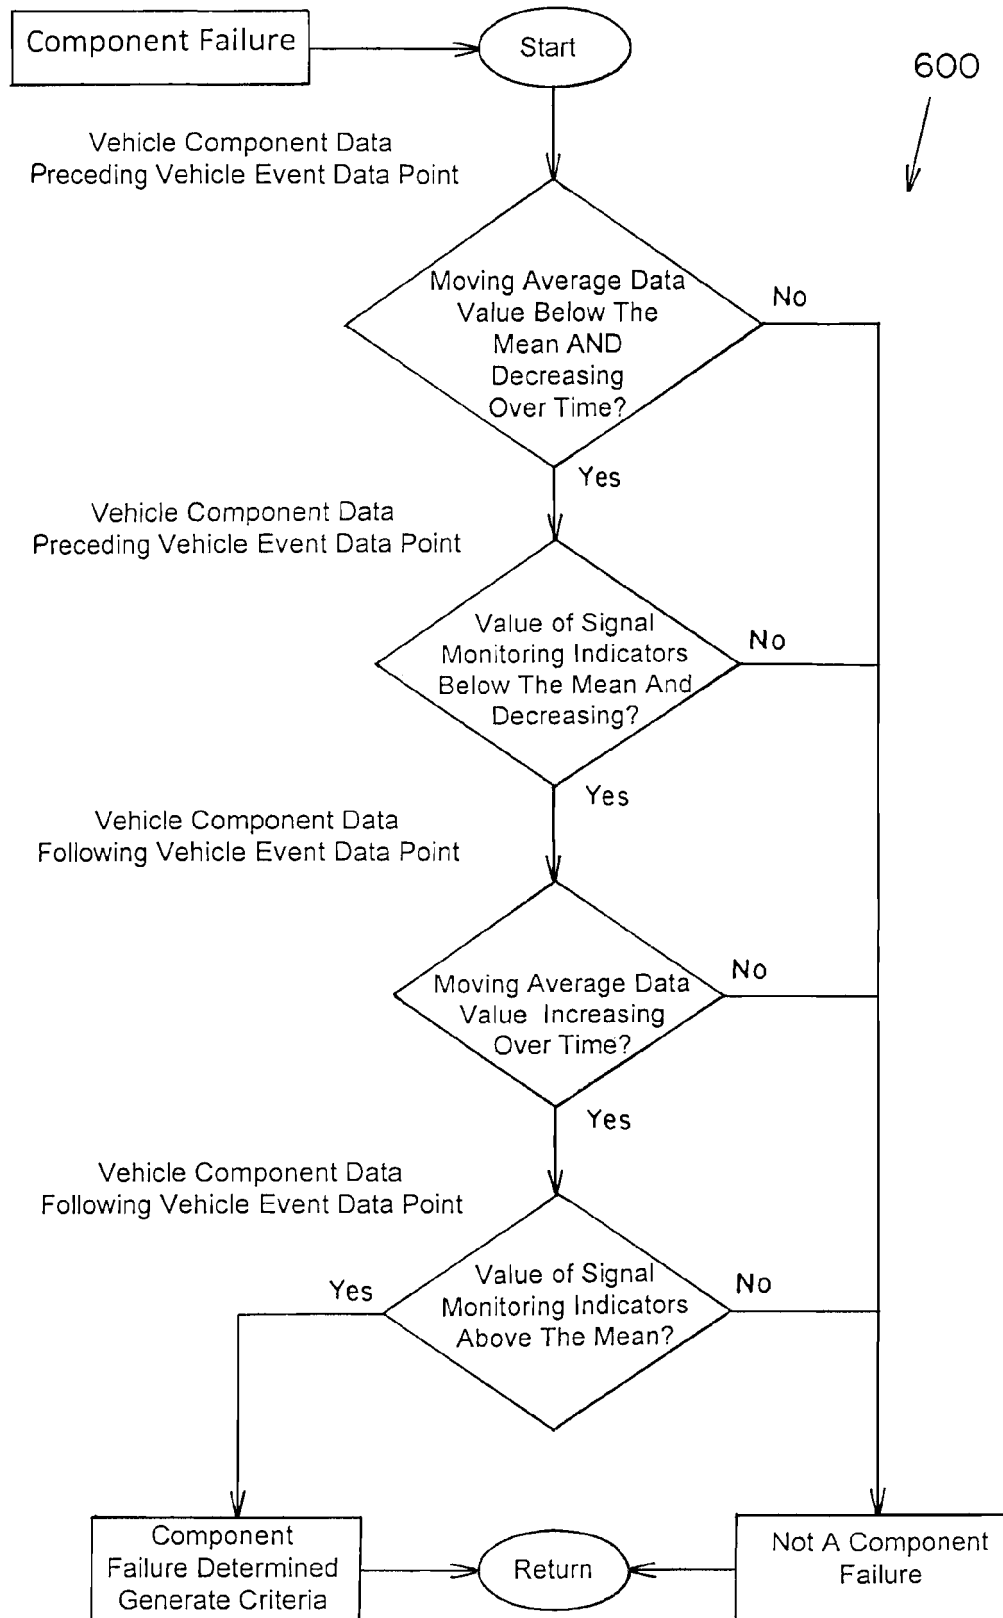 Component Failure
Start
600
Vehicle Component Data
Preceding Vehicle Event Data Point
Moving Average Data
Value Below The
Mean AND
Decreasing
Over Time?
No
Yes
Vehicle Component Data
Preceding Vehicle Event Data Point
Value of Signal
Monitoring Indicators
Below The Mean And
Decreasing?
No
Yes
Vehicle Component Data
Following Vehicle Event Data Point
Moving Average Data
Value Increasing
Over Time?
No
Yes
Vehicle Component Data
Following Vehicle Event Data Point
Value of Signal
Monitoring Indicators
Above The Mean?
Yes
No
Component
Failure Determined
Generate Criteria
Return
Not A Component
Failure